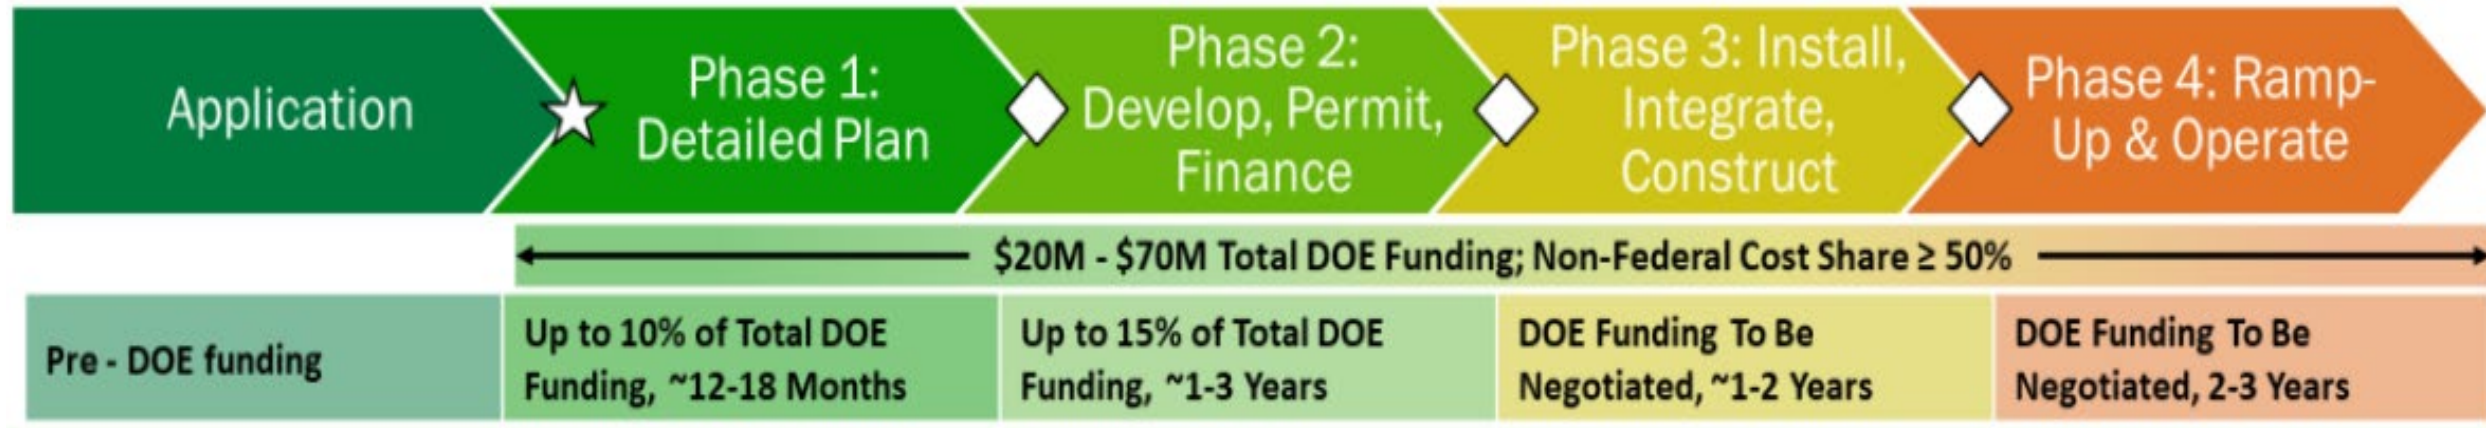 Application
Phase 1:
Detailed Plan
Phase 2:
Develop, Permit,
Finance
Phase 3: Install,
Integrate,
Construct
Phase 4: Ramp-
Up & Operate
$20M - $70M Total DOE Funding; Non-Federal Cost Share ≥ 50%
Pre - DOE funding
Up to 10% of Total DOE
Funding, ~12-18 Months
Up to 15% of Total DOE
Funding, ~1-3 Years
DOE Funding To Be
Negotiated, ~1-2 Years
DOE Funding To Be
Negotiated, 2-3 Years